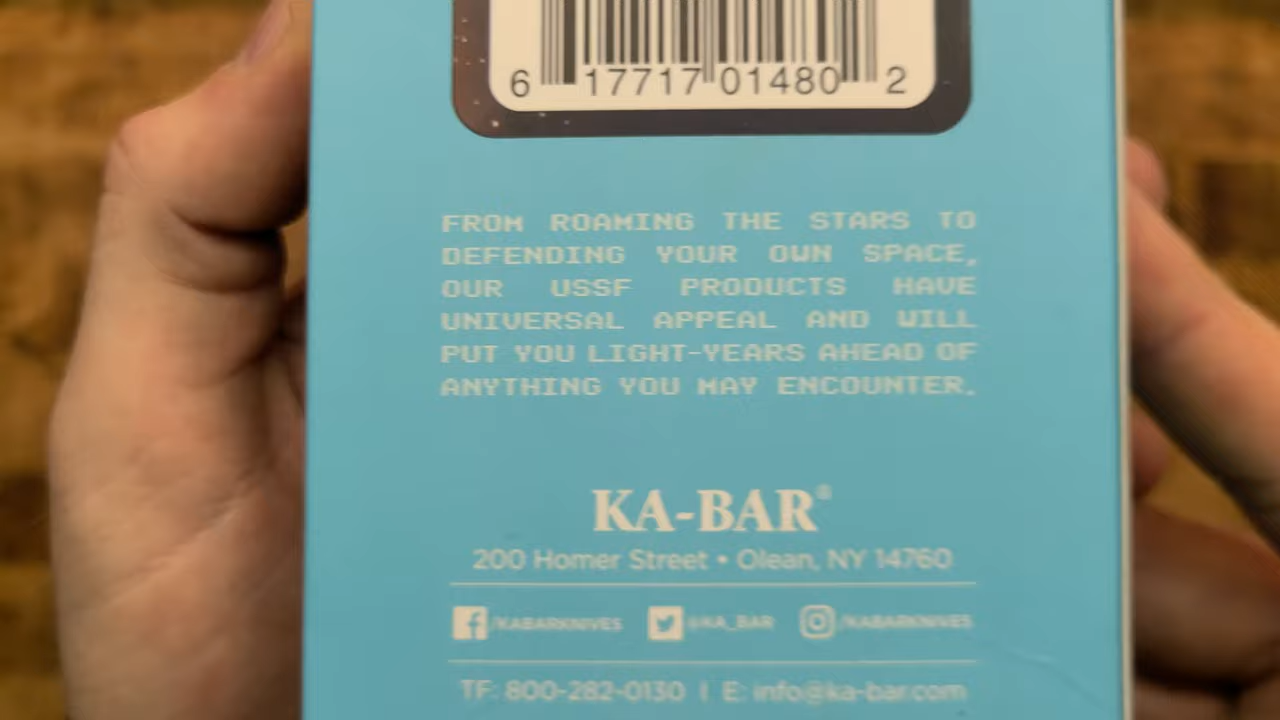 6 17717 01480 2
FROM ROAMING THE STARS TO
DEFENDING YOUR OWN SPACE,
OUR USSF PRODUCTS HAVE
UNIVERSAL APPEAL AND WILL
PUT YOU LIGHT-YEARS AHEAD OF
ANYTHING YOU MAY ENCOUNTER.
KA-BAR®
200 Homer Street • Olean, NY 14760
/KABARKNIVES @KA_BAR /KABARKNIVES
TF: 800-282-0130 | E: info@ka-bar.com